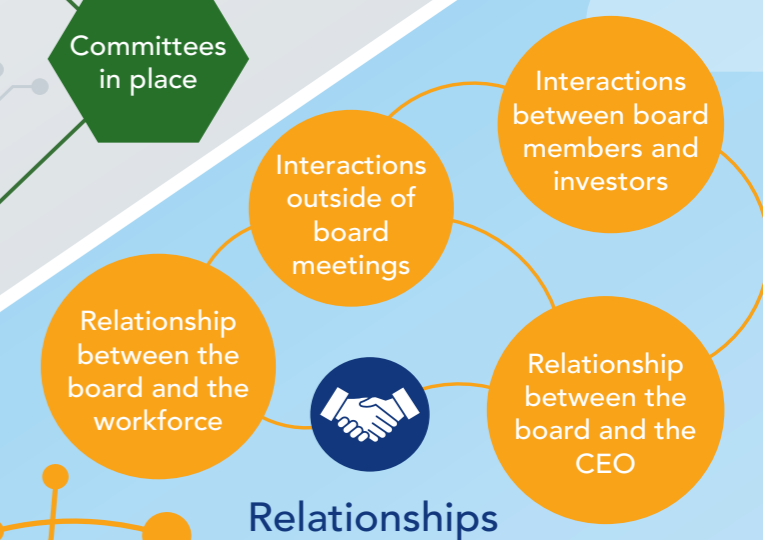 Committees
in place
Interactions
between board
members and
investors
Interactions
outside of
board
meetings
Relationship
between the
board and the
workforce
Relationship
between the
board and the
CEO
Relationships